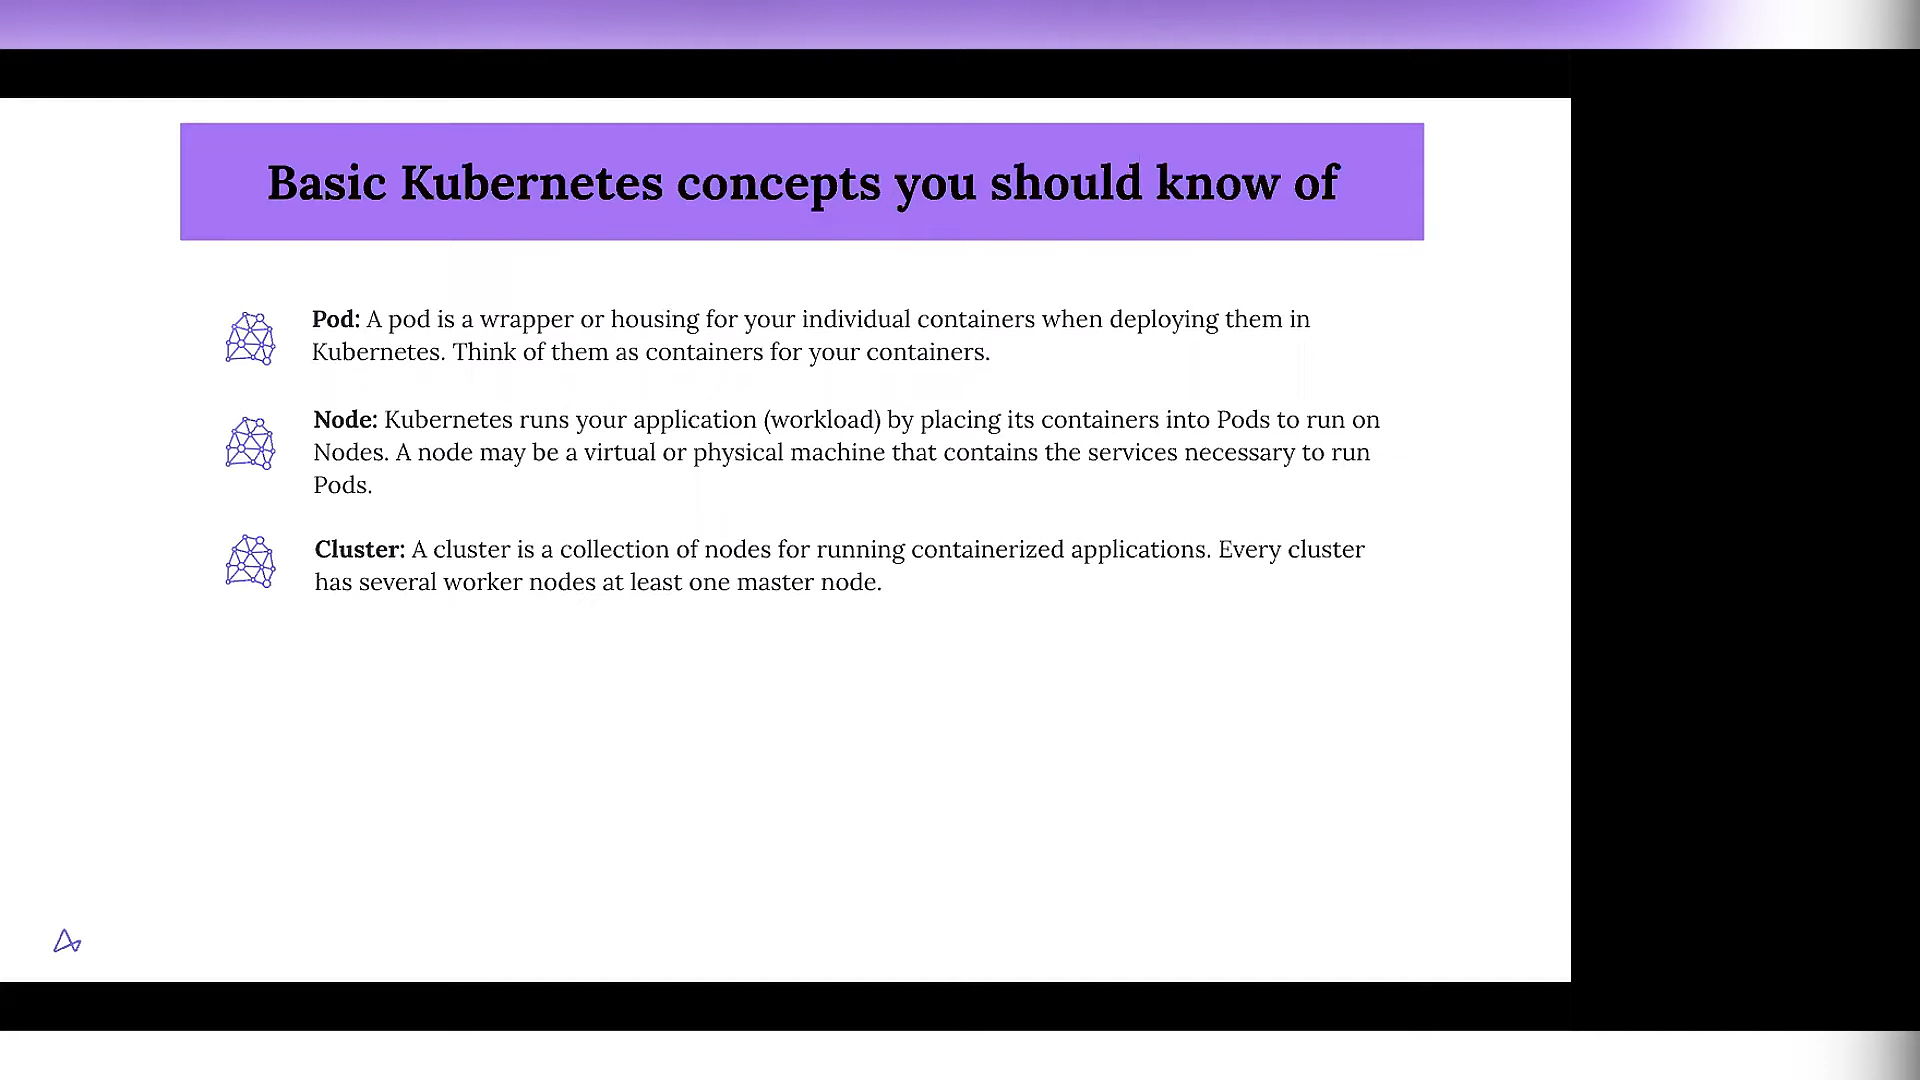 Basic Kubernetes concepts you should know of
Pod: A pod is a wrapper or housing for your individual containers when deploying them in
Kubernetes. Think of them as containers for your containers.
Node: Kubernetes runs your application (workload) by placing its containers into Pods to run on
Nodes. A node may be a virtual or physical machine that contains the services necessary to run
Pods.
Cluster: A cluster is a collection of nodes for running containerized applications. Every cluster
has several worker nodes at least one master node.